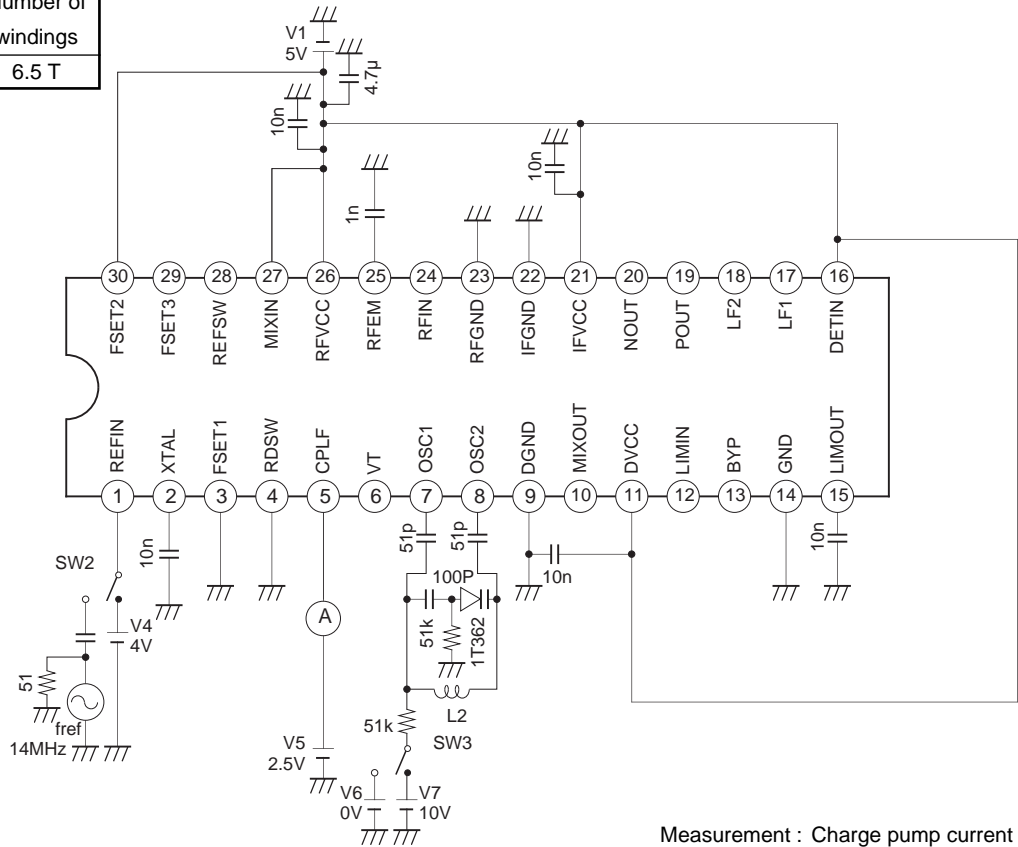 umber of
windings
6.5 T
V1
5V
4.7µ
10n
1n
10n
30 29 28 27 26 25 24 23 22 21 20 19 18 17 16
FSET2 FSET3 REFSW MIXIN RFVCC RFEM RFIN RFGND IFGND IFVCC NOUT POUT LF2 LF1 DETIN
REFIN XTAL FSET1 RDSW CPLF VT OSC1 OSC2 DGND MIXOUT DVCC LIMIN BYP GND LIMOUT
1 2 3 4 5 6 7 8 9 10 11 12 13 14 15
SW2
10n
51p
51p
10n
10n
100P
51k
1T362
A
V4
4V
51
fref
14MHz
L2
51k
SW3
V5
2.5V
V6
0V
V7
10V
Measurement : Charge pump current